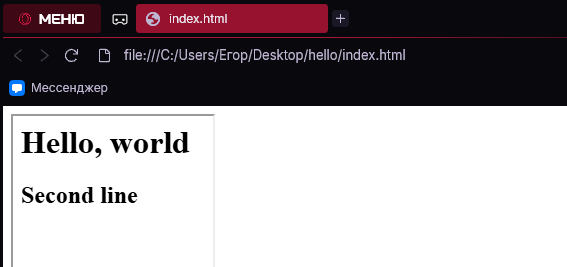 МЕНЮ
index.html
file:///C:/Users/Егор/Desktop/hello/index.html
Мессенджер
Hello, world
Second line